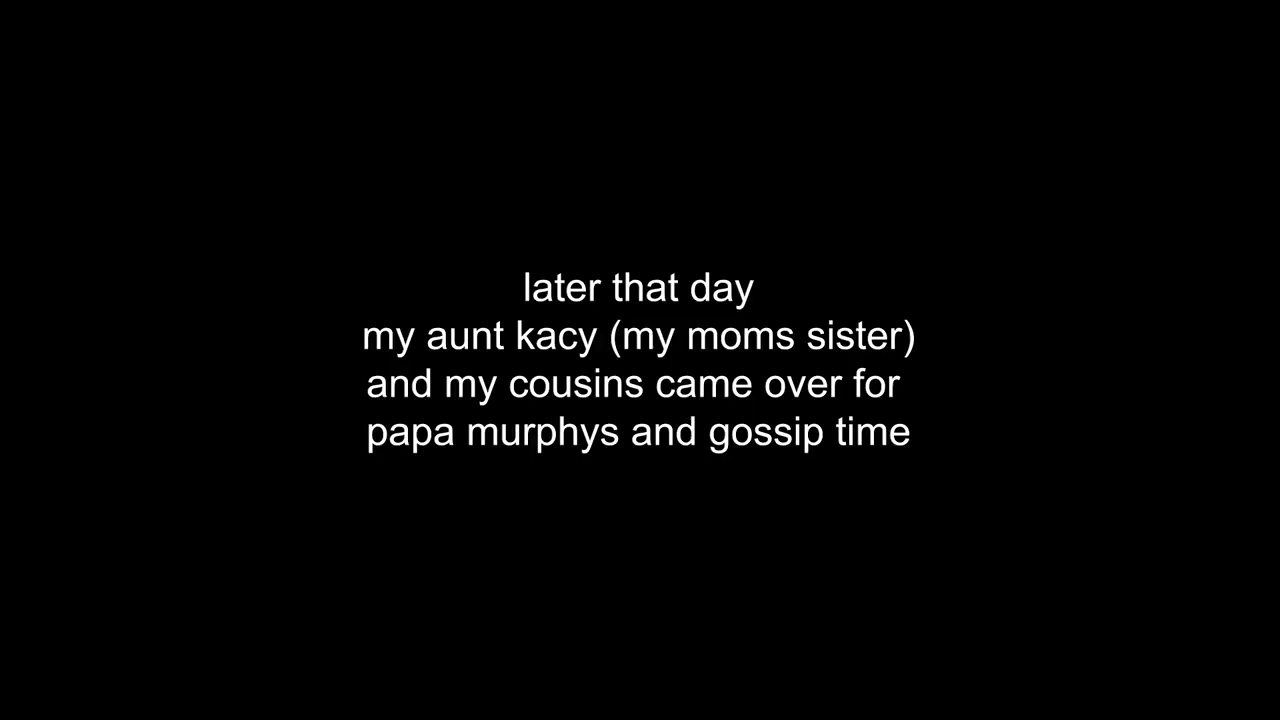 later that day
my aunt kacy (my moms sister)
and my cousins came over for
papa murphys and gossip time